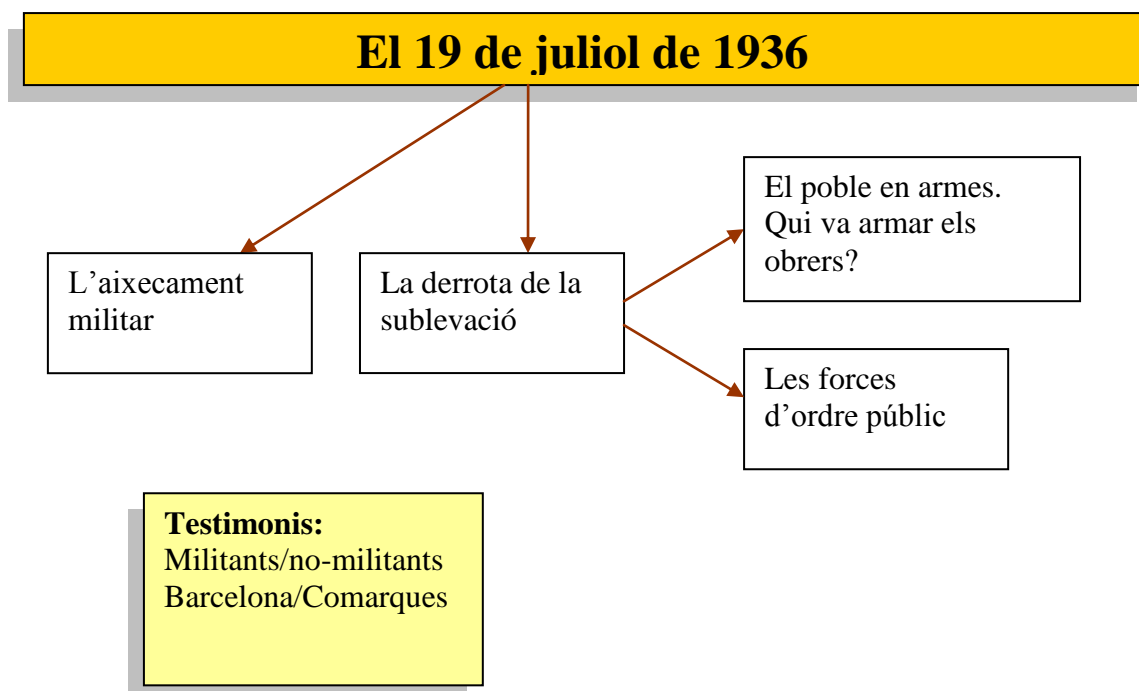 El 19 de juliol de 1936
L’aixecament
militar
La derrota de la
sublevació
El poble en armes.
Qui va armar els
obrers?
Les forces
d’ordre públic
Testimonis:
Militants/no-militants
Barcelona/Comarques